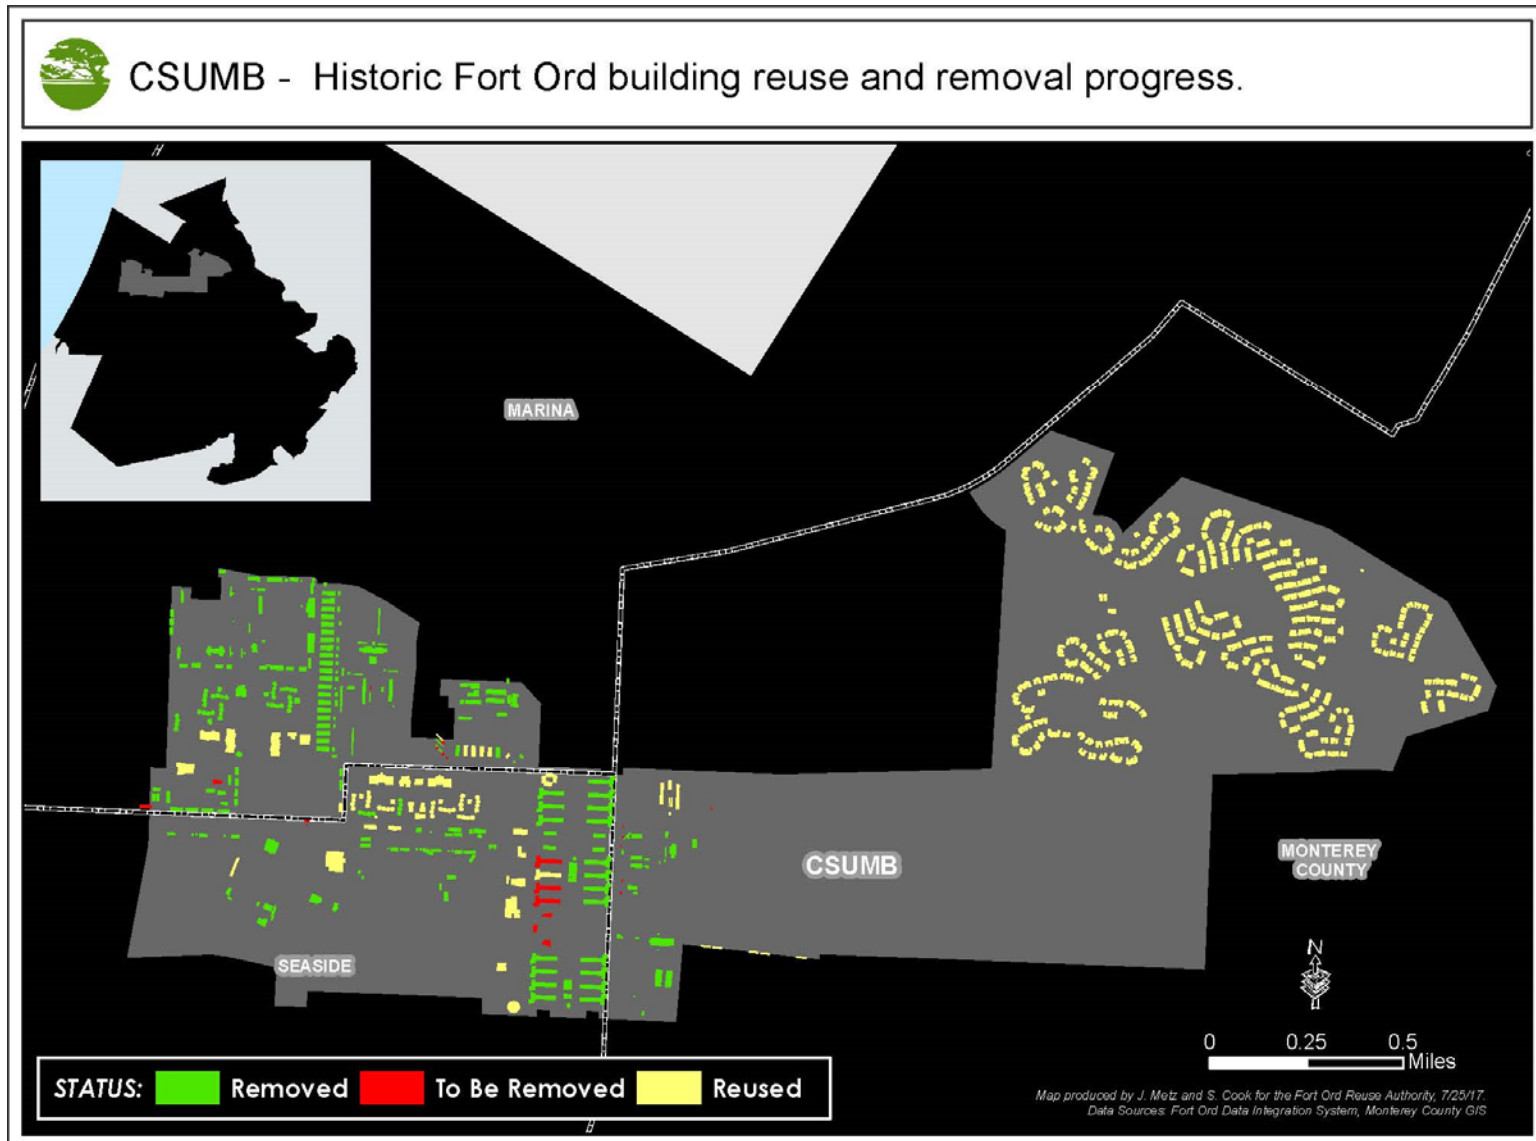 CSUMB - Historic Fort Ord building reuse and removal progress.
MARINA
CSUMB
MONTEREY
COUNTY
SEASIDE
N
0 0.25 0.5
Miles
STATUS: Removed To Be Removed Reused
Map produced by J. Metz and S. Cook for the Fort Ord Reuse Authority, 7/25/17.
Data Sources: Fort Ord Data Integration System, Monterey County GIS